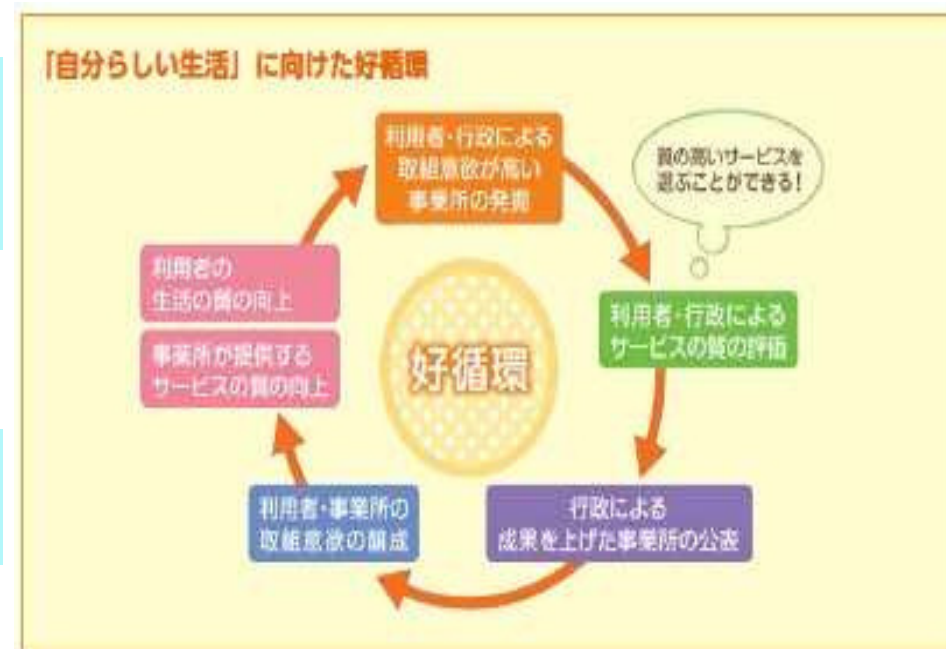 「自分らしい生活」に向けた好循環
利用者・行政による
取組意欲が高い
事業所の発掘
質の高いサービスを
選ぶことができる！
利用者・行政による
サービスの質の評価
行政による
成果を上げた事業所の公表
利用者・事業所の
取組意欲の醸成
利用者の
生活の質の向上
事業所が提供する
サービスの質の向上
好循環